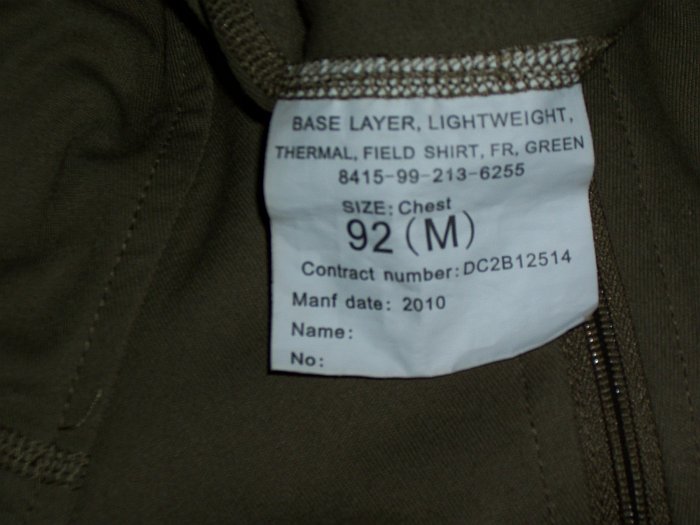 BASE LAYER, LIGHTWEIGHT,
THERMAL, FIELD SHIRT, FR, GREEN
8415-99-213-6255
SIZE: Chest
92 (M)
Contract number: DC2B12514
Manf date: 2010
Name:
No: